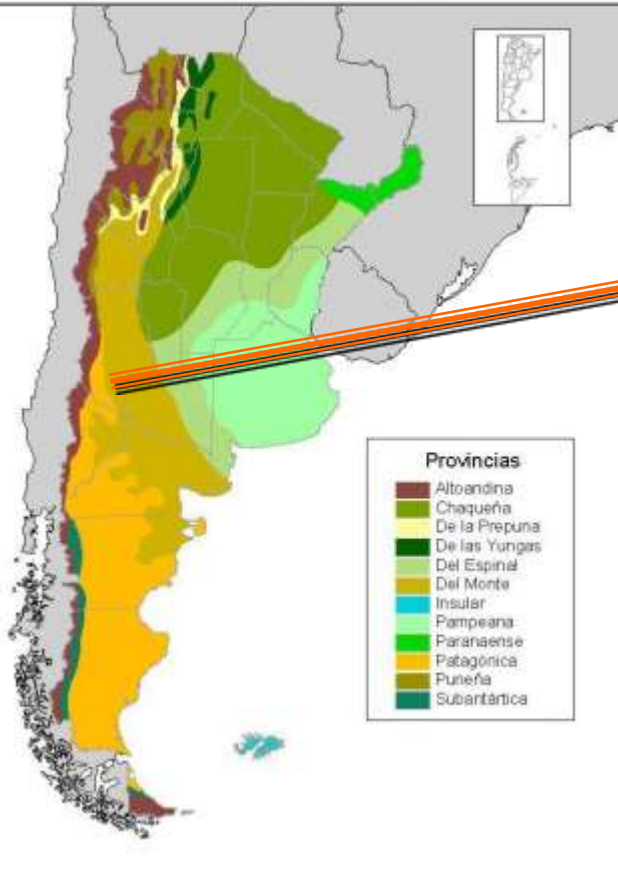 Provincias
Altoandina
Chaqueña
De la Prepuna
De las Yungas
Del Espinal
Del Monte
Insular
Pampeana
Paranaense
Patagónica
Puneña
Subantártica